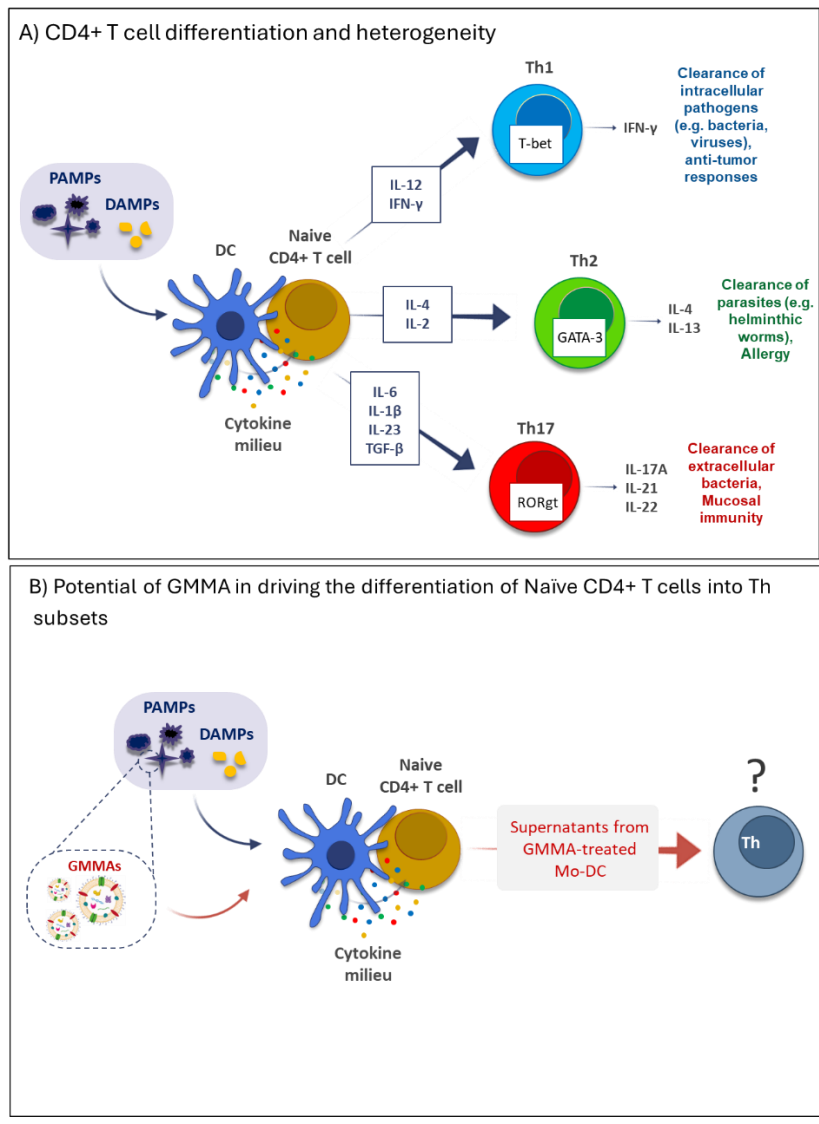 A) CD4+ T cell differentiation and heterogeneity
Th1
T-bet
IFN-γ
Clearance of
intracellular
pathogens
(e.g. bacteria,
viruses),
anti-tumor
responses
PAMPs
DAMPs
IL-12
IFN-γ
DC
Naive
CD4+ T cell
Cytokine
milieu
IL-4
IL-2
Th2
GATA-3
IL-4
IL-13
Clearance of
parasites (e.g.
helminthic
worms),
Allergy
IL-6
IL-1β
IL-23
TGF-β
Th17
RORgt
IL-17A
IL-21
IL-22
Clearance of
extracellular
bacteria,
Mucosal
immunity
B) Potential of GMMA in driving the differentiation of Naïve CD4+ T cells into Th
subsets
PAMPs
DAMPs
GMMAs
DC
Naive
CD4+ T cell
Cytokine
milieu
Supernatants from
GMMA-treated
Mo-DC
?
Th